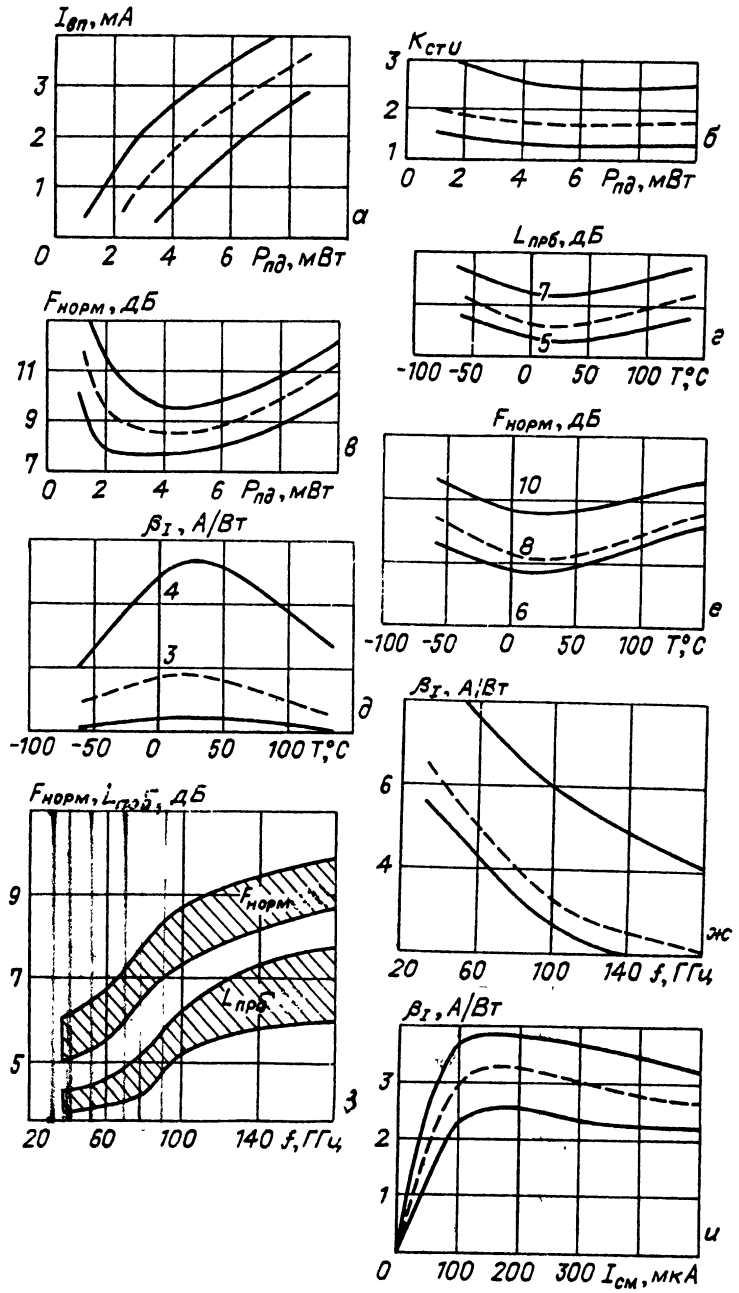 Iвп, мА
3
2
1
0 2 4 6 Pпд, мВт
а
Kсти
3
2
1
0 2 4 6 Pпд, мВт
б
Fнорм, дБ
11
9
7
0 2 4 6 Pпд, мВт
в
Lпрб, дБ
7
5
-100 -50 0 50 100 T,°C
г
βI, А/Вт
4
3
-100 -50 0 50 100 T,°C
д
Fнорм, дБ
10
8
6
-100 -50 0 50 100 T,°C
е
βI, А/Вт
6
4
20 60 100 140 f, ГГц
ж
Fнорм, Lпрб, дБ
9
7
5
Fнорм
Lпрб
20 60 100 140 f, ГГц
з
βI, А/Вт
3
2
1
0 100 200 300 Iсм, мкА
и